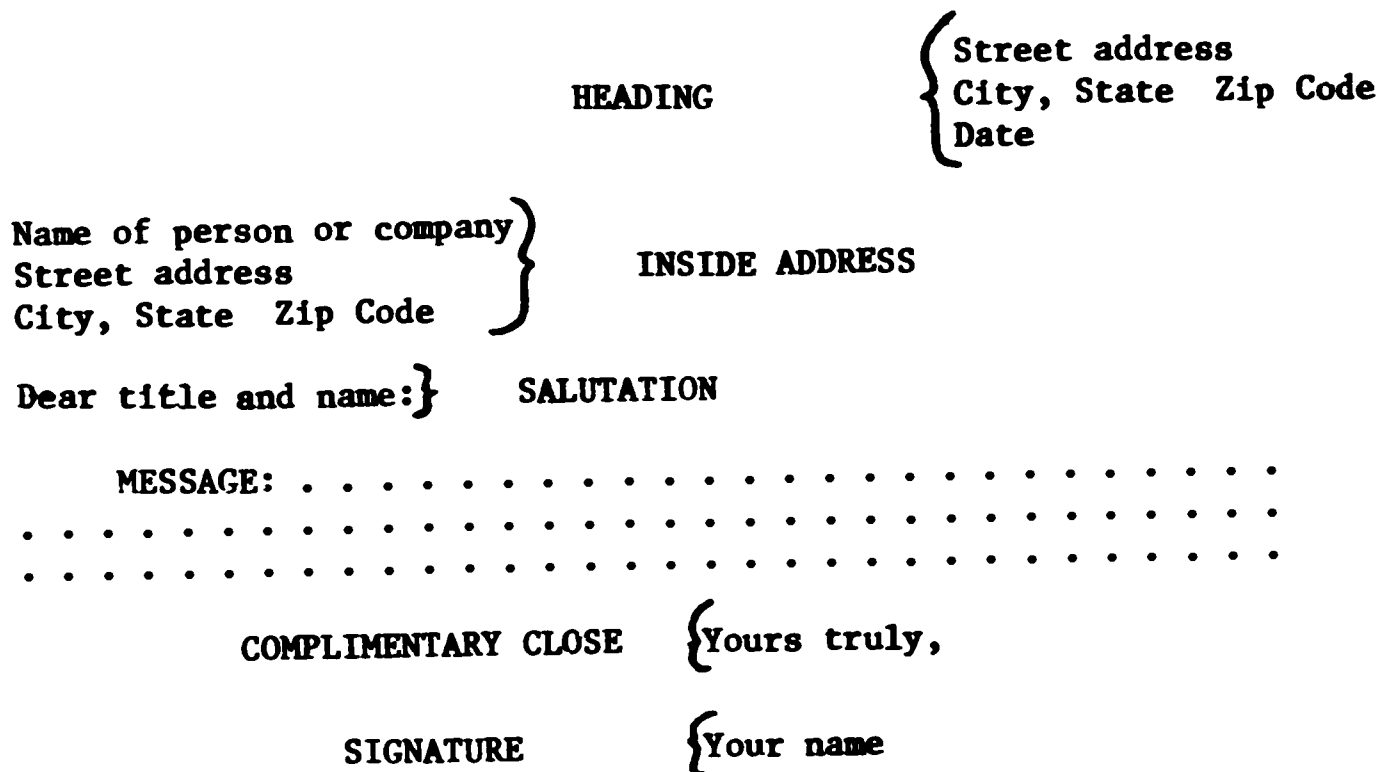 Street address
HEADING City, State Zip Code
Date
Name of person or company
Street address INSIDE ADDRESS
City, State Zip Code
Dear title and name: SALUTATION
MESSAGE: . . . . . . . . . . . . . . . . . . . . . . . . .
. . . . . . . . . . . . . . . . . . . . . . . . . . . . . . . .
. . . . . . . . . . . . . . . . . . . . . . . . . . . . . . . .
COMPLIMENTARY CLOSE Yours truly,
SIGNATURE Your name